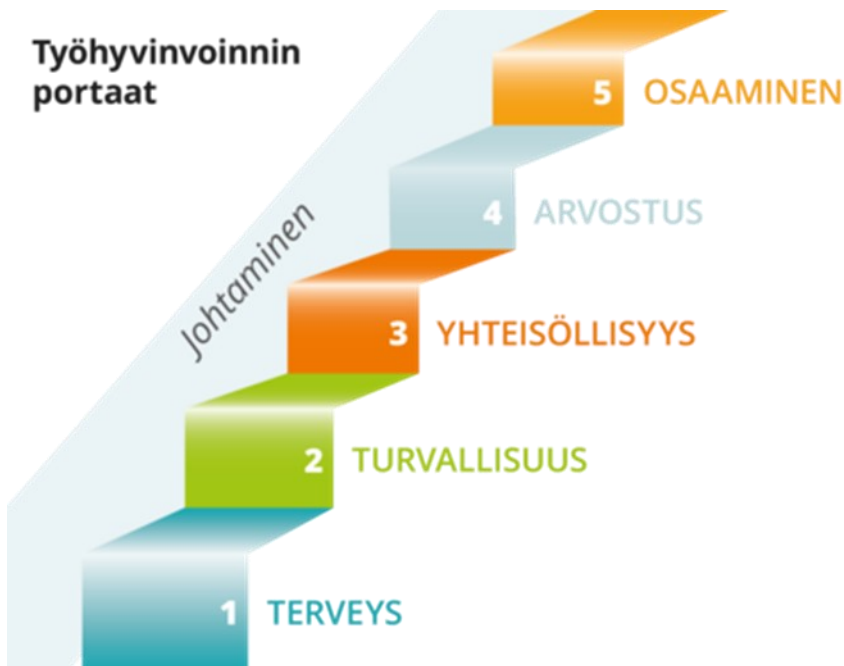 Työhyvinvoinnin
portaat
5 OSAAMINEN
4 ARVOSTUS
Johtaminen
3 YHTEISÖLLISYYS
2 TURVALLISUUS
1 TERVEYS